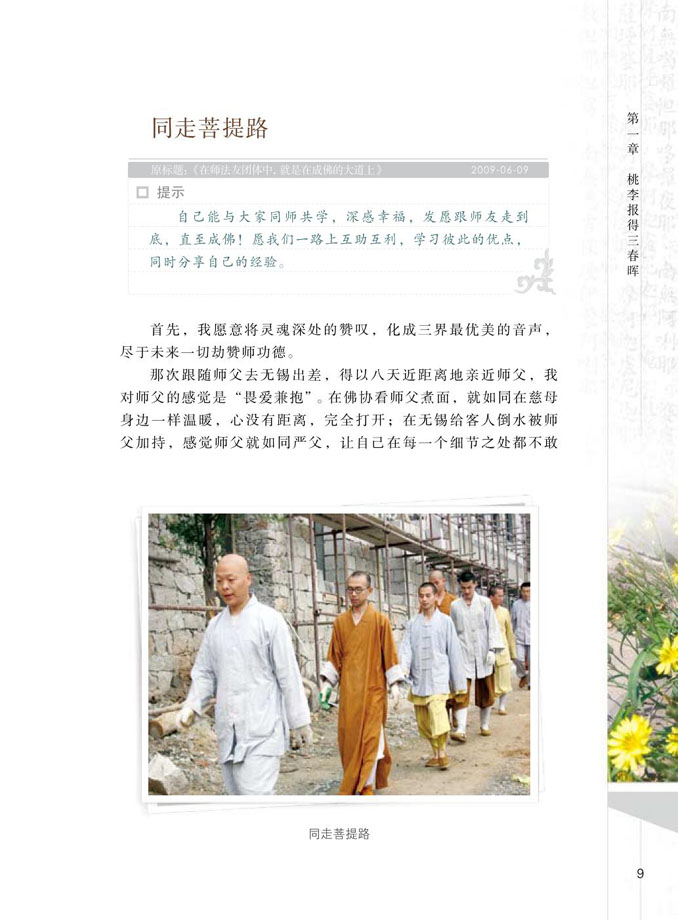 同走菩提路
原标题：《在师法友团体中，就是在成佛的大道上》 2009-06-09
提示
自己能与大家同师共学，深感幸福，发愿跟师友走到
底，直至成佛！愿我们一路上互助互利，学习彼此的优点，
同时分享自己的经验。
首先，我愿意将灵魂深处的赞叹，化成三界最优美的音声，
尽于未来一切劫赞师功德。
那次跟随师父去无锡出差，得以八天近距离地亲近师父，我
对师父的感觉是“畏爱兼抱”。在佛协看师父煮面，就如同在慈母
身边一样温暖，心没有距离，完全打开；在无锡给客人倒水被师
父加持，感觉师父就如同严父，让自己在每一个细节之处都不敢
同走菩提路
第一章 桃李报得三春晖
9